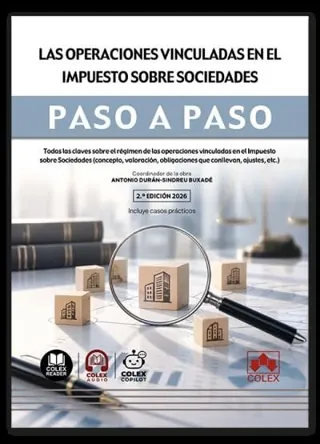 LAS OPERACIONES VINCULADAS EN EL
IMPUESTO SOBRE SOCIEDADES
PASO A PASO
Todas las claves sobre el régimen de las operaciones vinculadas en el Impuesto
sobre Sociedades (concepto, valoración, obligaciones que conllevan, ajustes, etc.)
Coordinador de la obra
ANTONIO DURÁN-SINDREU BUXADÉ
2.ª EDICIÓN 2026
Incluye casos prácticos
COLEX
READER
COLEX
AUDIO
COLEX
COPILOT
COLEX